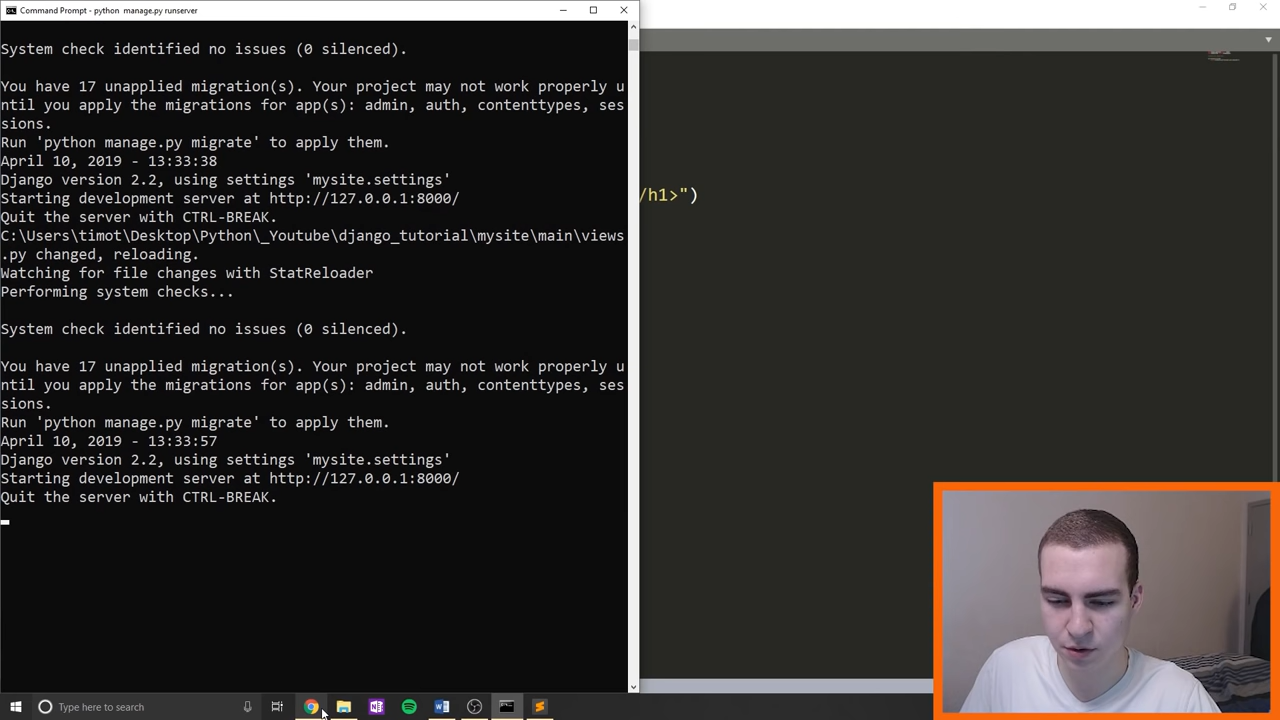 Command Prompt - python  manage.py runserver
System check identified no issues (0 silenced).
You have 17 unapplied migration(s). Your project may not work properly u
ntil you apply the migrations for app(s): admin, auth, contenttypes, ses
sions.
Run 'python manage.py migrate' to apply them.
April 10, 2019 - 13:33:38
Django version 2.2, using settings 'mysite.settings'
Starting development server at http://127.0.0.1:8000/
Quit the server with CTRL-BREAK.
C:\Users\timot\Desktop\Python\_Youtube\django_tutorial\mysite\main\views
.py changed, reloading.
Watching for file changes with StatReloader
Performing system checks...
System check identified no issues (0 silenced).
You have 17 unapplied migration(s). Your project may not work properly u
ntil you apply the migrations for app(s): admin, auth, contenttypes, ses
sions.
Run 'python manage.py migrate' to apply them.
April 10, 2019 - 13:33:57
Django version 2.2, using settings 'mysite.settings'
Starting development server at http://127.0.0.1:8000/
Quit the server with CTRL-BREAK.
/h1>")
Type here to search